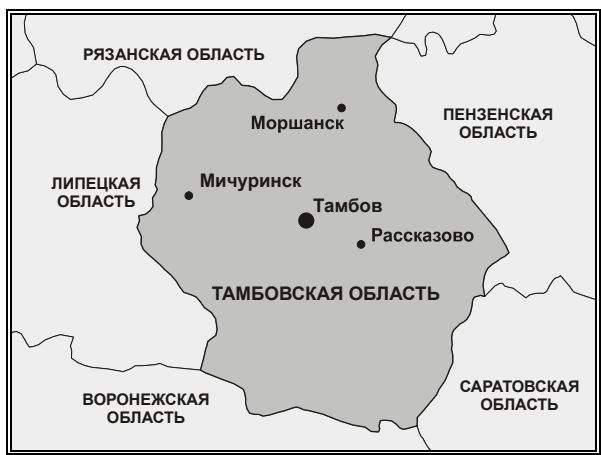 РЯЗАНСКАЯ ОБЛАСТЬ
ПЕНЗЕНСКАЯ
ОБЛАСТЬ
Моршанск
ЛИПЕЦКАЯ
ОБЛАСТЬ
Мичуринск
Тамбов
Рассказово
ТАМБОВСКАЯ ОБЛАСТЬ
ВОРОНЕЖСКАЯ
ОБЛАСТЬ
САРАТОВСКАЯ
ОБЛАСТЬ